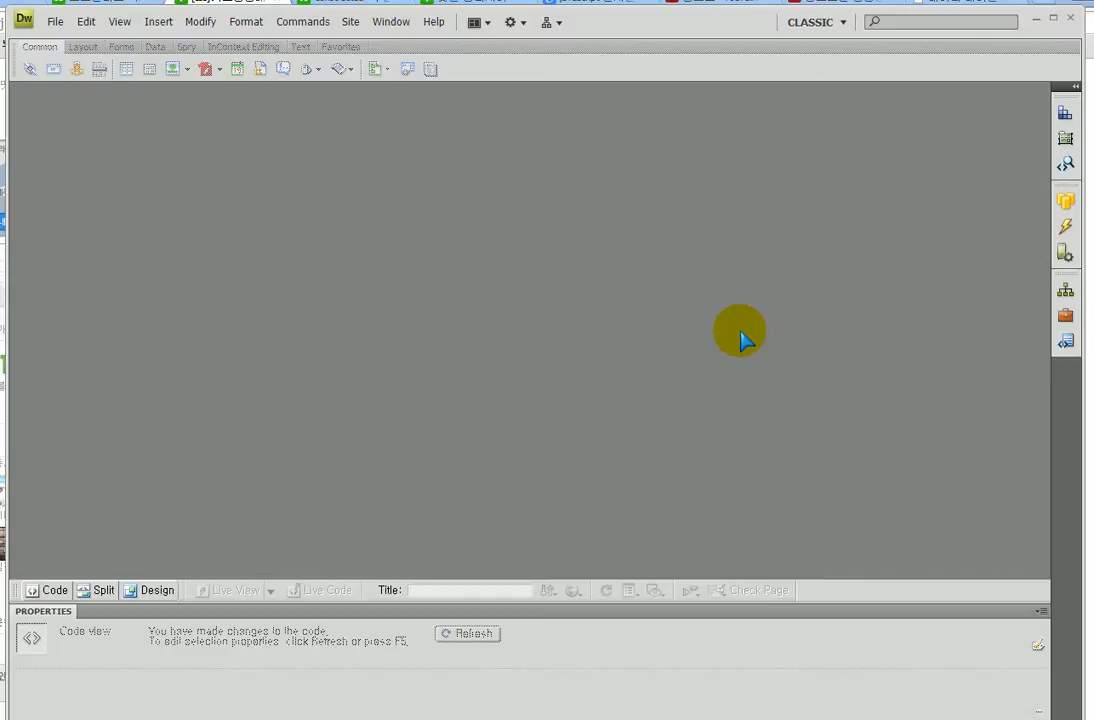 Dw File Edit View Insert Modify Format Commands Site Window Help CLASSIC
Common Layout Forms Data Spry InContext Editing Text Favorites
Code Split Design Live View Live Code Title: Check Page
PROPERTIES
Code view You have made changes to the code. Refresh
To edit selection properties click Refresh or press F5.